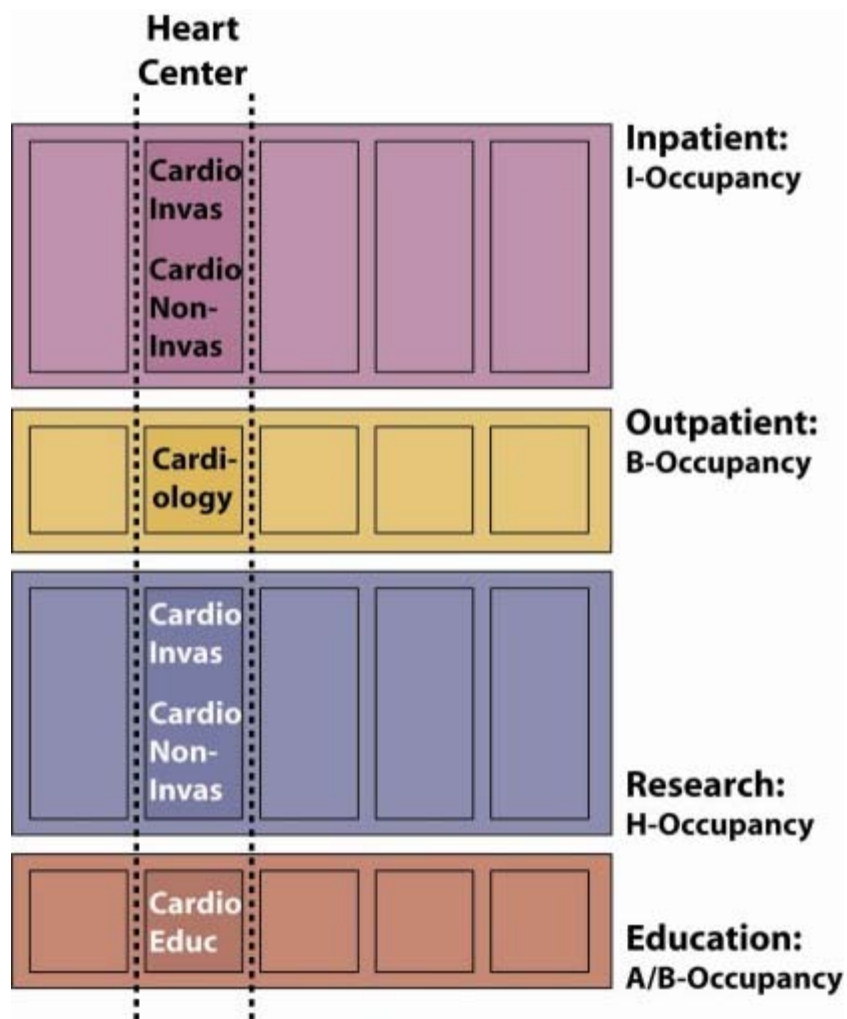 Heart
Center
Inpatient:
I-Occupancy
Cardio
Invas
Cardio
Non-
Invas
Outpatient:
B-Occupancy
Cardi-
ology
Cardio
Invas
Cardio
Non-
Invas
Research:
H-Occupancy
Cardio
Educ
Education:
A/B-Occupancy